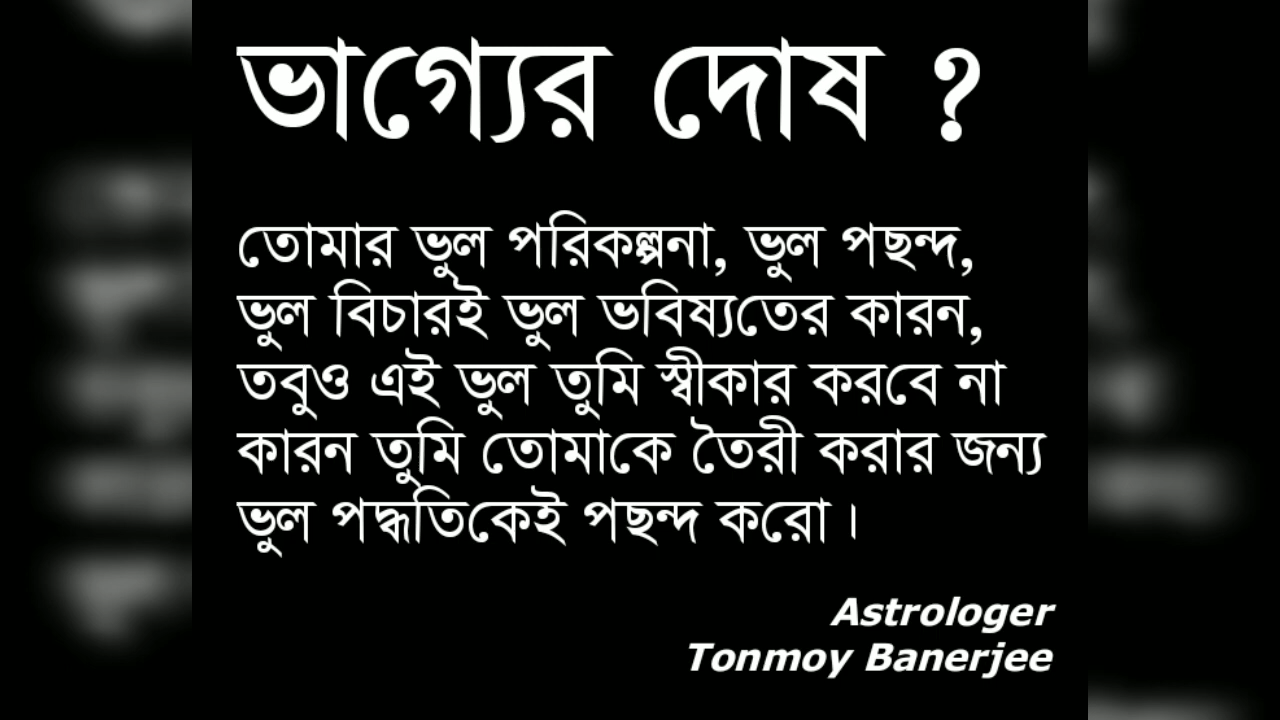 ভাগ্যের দোষ ?
তোমার ভুল পরিকল্পনা, ভুল পছন্দ,
ভুল বিচারই ভুল ভবিষ্যতের কারন,
তবুও এই ভুল তুমি স্বীকার করবে না
কারন তুমি তোমাকে তৈরী করার জন্য
ভুল পদ্ধতিকেই পছন্দ করো।
Astrologer
Tonmoy Banerjee